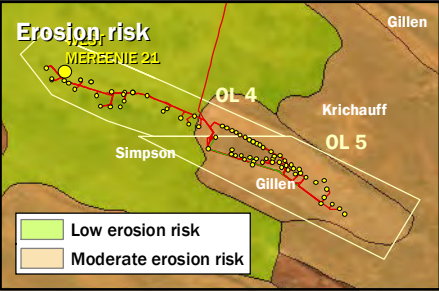 Erosion risk
Gillen
WEST
MEREENIE 21
OL 4
Krichauff
OL 5
Simpson
Gillen
Low erosion risk
Moderate erosion risk